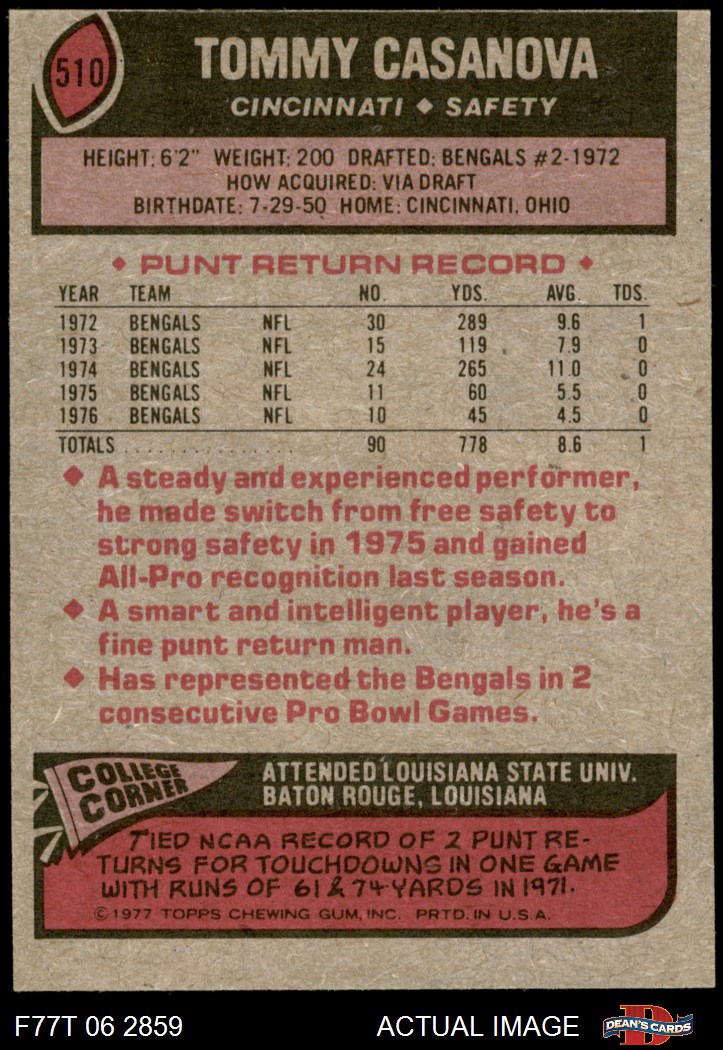 510
TOMMY CASANOVA
CINCINNATI ◆ SAFETY
HEIGHT: 6'2" WEIGHT: 200 DRAFTED: BENGALS #2-1972
HOW ACQUIRED: VIA DRAFT
BIRTHDATE: 7-29-50 HOME: CINCINNATI, OHIO
◆ PUNT RETURN RECORD ◆
YEAR TEAM NO. YDS. AVG. TDS.
1972 BENGALS NFL 30 289 9.6 1
1973 BENGALS NFL 15 119 7.9 0
1974 BENGALS NFL 24 265 11.0 0
1975 BENGALS NFL 11 60 5.5 0
1976 BENGALS NFL 10 45 4.5 0
TOTALS . . . . . . . . . . . . . . . . 90 778 8.6 1
◆ A steady and experienced performer,
he made switch from free safety to
strong safety in 1975 and gained
All-Pro recognition last season.
◆ A smart and intelligent player, he's a
fine punt return man.
◆ Has represented the Bengals in 2
consecutive Pro Bowl Games.
COLLEGE
CORNER
ATTENDED LOUISIANA STATE UNIV.
BATON ROUGE, LOUISIANA
TIED NCAA RECORD OF 2 PUNT RE-
TURNS FOR TOUCHDOWNS IN ONE GAME
WITH RUNS OF 61 & 74-YARDS IN 1971.
© 1977 TOPPS CHEWING GUM, INC. PRTD. IN U.S.A.
F77T 06 2859 ACTUAL IMAGE
D
DEAN'S CARDS